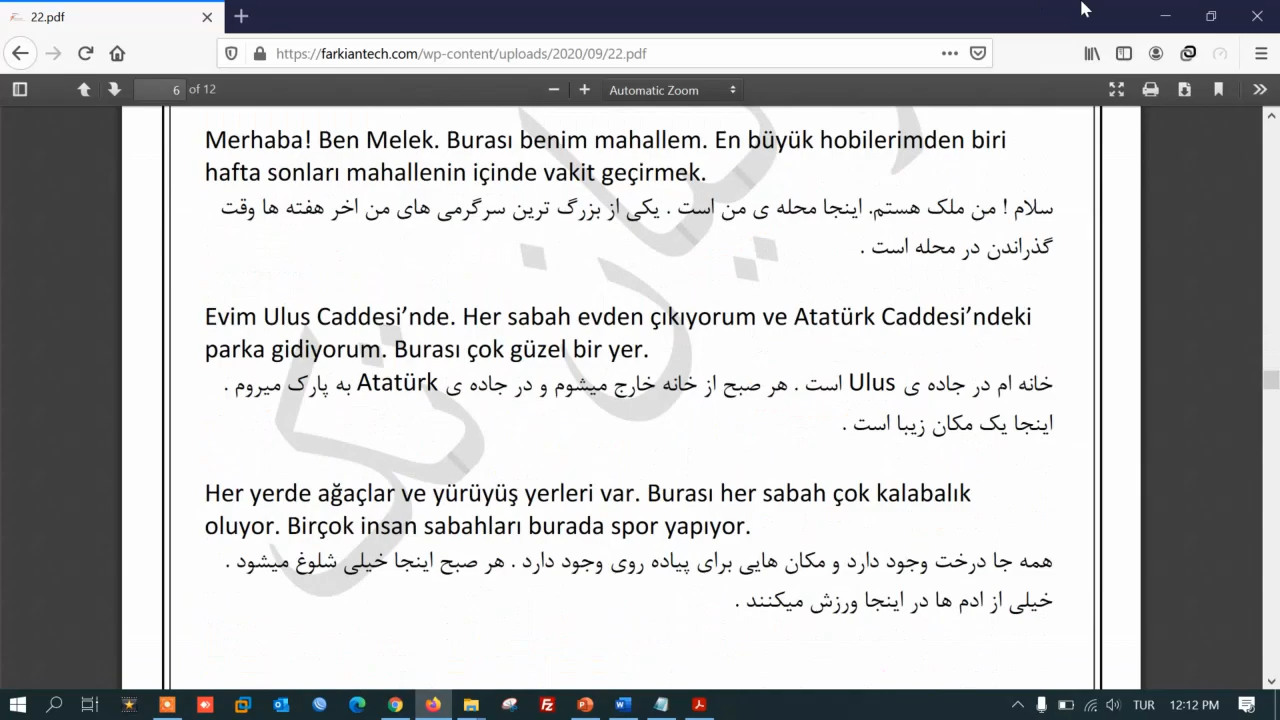 22.pdf
https://farkiantech.com/wp-content/uploads/2020/09/22.pdf
6 of 12
Automatic Zoom
Merhaba! Ben Melek. Burası benim mahallem. En büyük hobilerimden biri
hafta sonları mahallenin içinde vakit geçirmek.
سلام ! من ملک هستم. اینجا محله ی من است . یکی از بزرگ ترین سرگرمی های من اخر هفته ها وقت
گذراندن در محله است .
Evim Ulus Caddesi’nde. Her sabah evden çıkıyorum ve Atatürk Caddesi’ndeki
parka gidiyorum. Burası çok güzel bir yer.
خانه ام در جاده ی Ulus است . هر صبح از خانه خارج میشوم و در جاده ی Atatürk به پارک میروم .
اینجا یک مکان زیبا است .
Her yerde ağaçlar ve yürüyüş yerleri var. Burası her sabah çok kalabalık
oluyor. Birçok insan sabahları burada spor yapıyor.
همه جا درخت وجود دارد و مکان هایی برای پیاده روی وجود دارد . هر صبح اینجا خیلی شلوغ میشود .
خیلی از ادم ها در اینجا ورزش میکنند .
TUR 12:12 PM